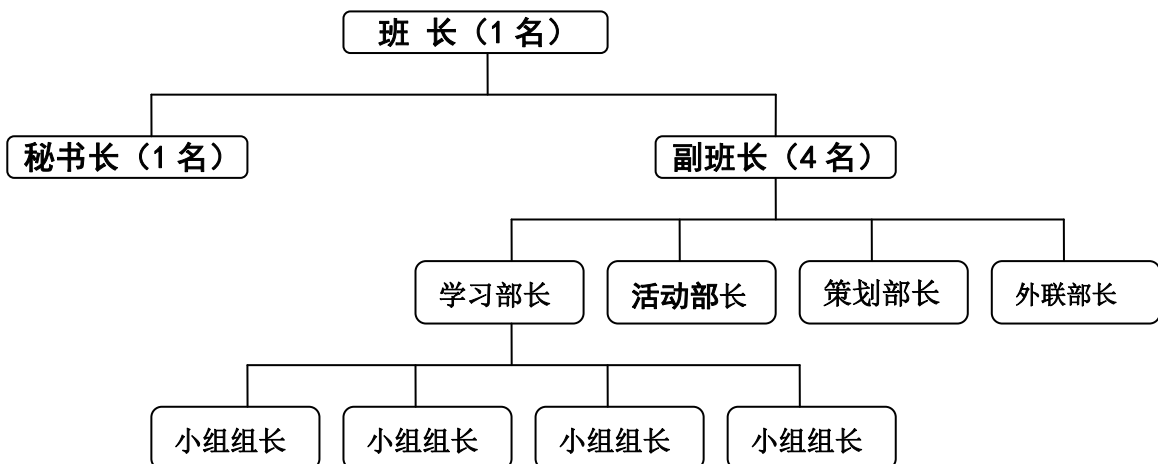 班 长（1 名）
秘书长（1 名）
副班长（4 名）
学习部长
活动部长
策划部长
外联部长
小组组长
小组组长
小组组长
小组组长